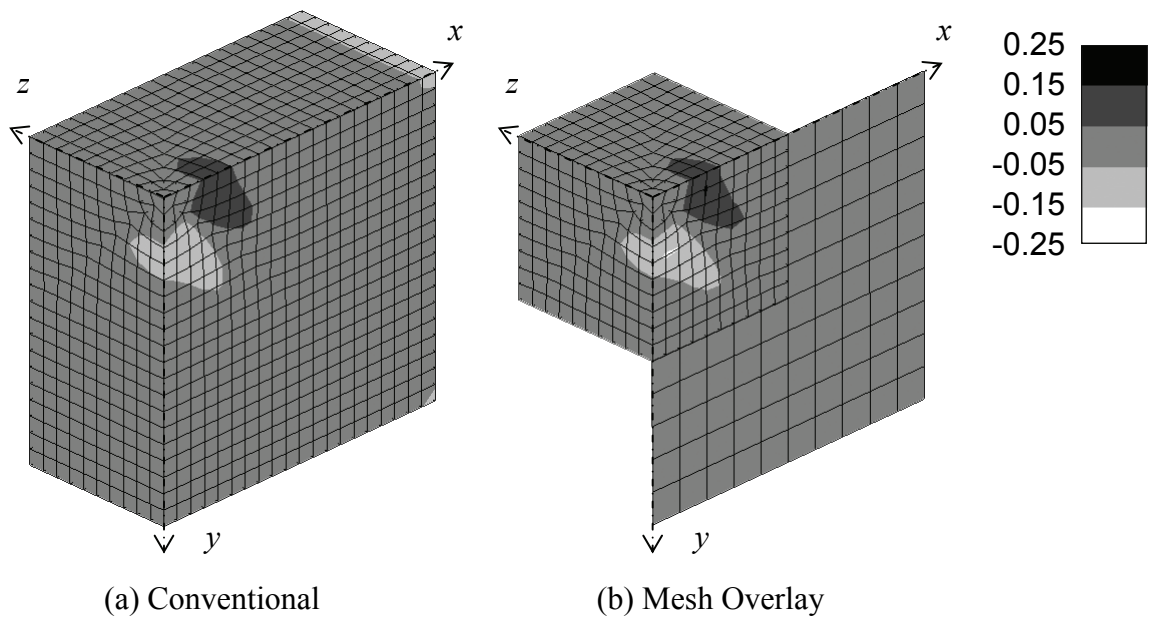 x
z
y
(a) Conventional
x
z
y
(b) Mesh Overlay
0.25
0.15
0.05
-0.05
-0.15
-0.25